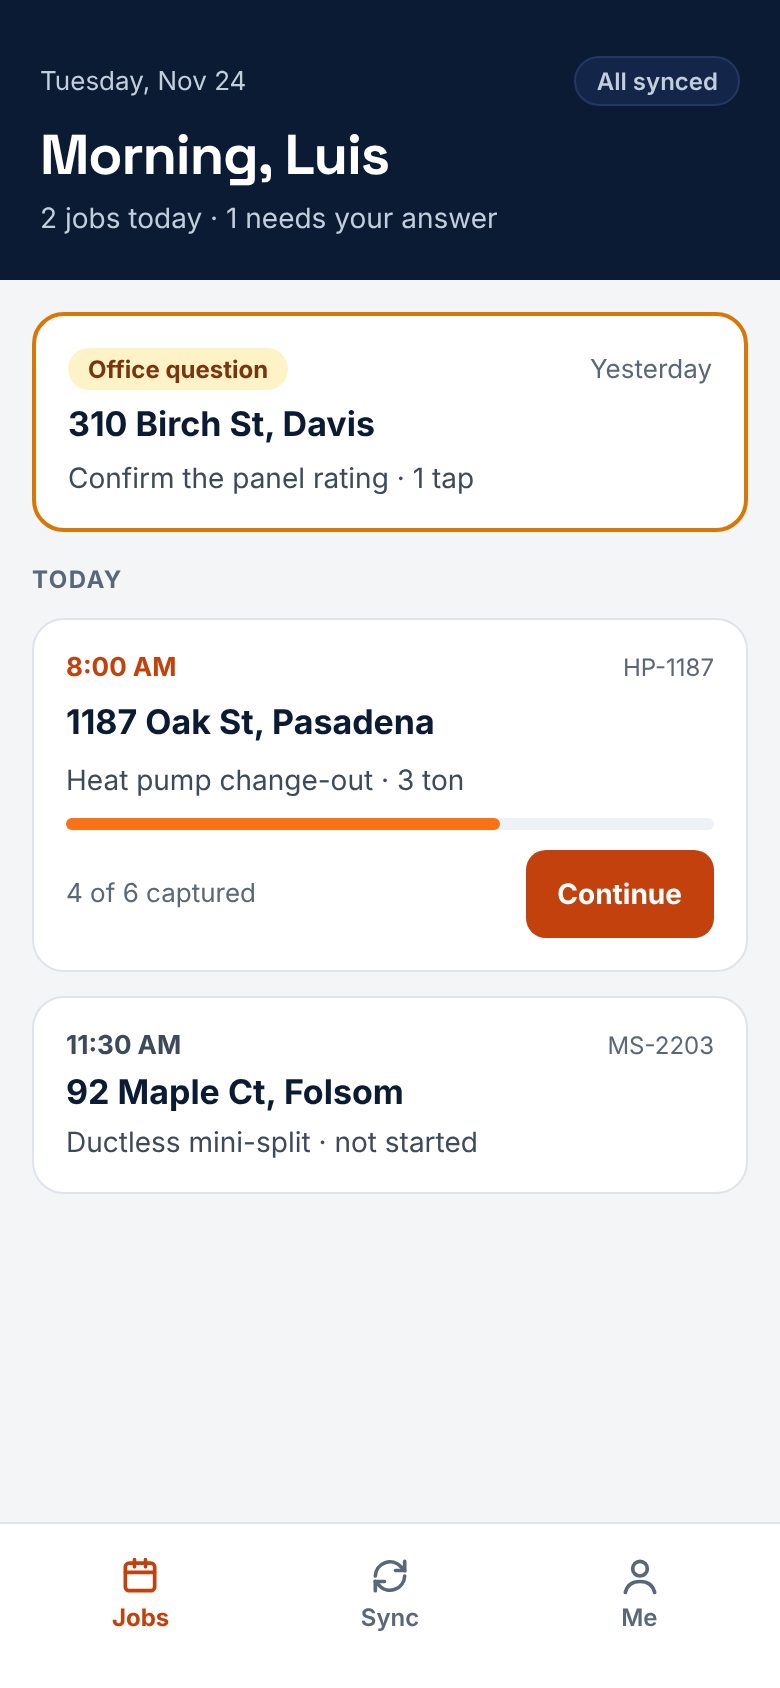 Tuesday, Nov 24
All synced
Morning, Luis
2 jobs today · 1 needs your answer
Office question
Yesterday
310 Birch St, Davis
Confirm the panel rating · 1 tap
TODAY
8:00 AM
HP-1187
1187 Oak St, Pasadena
Heat pump change-out · 3 ton
4 of 6 captured
Continue
11:30 AM
MS-2203
92 Maple Ct, Folsom
Ductless mini-split · not started
Jobs
Sync
Me